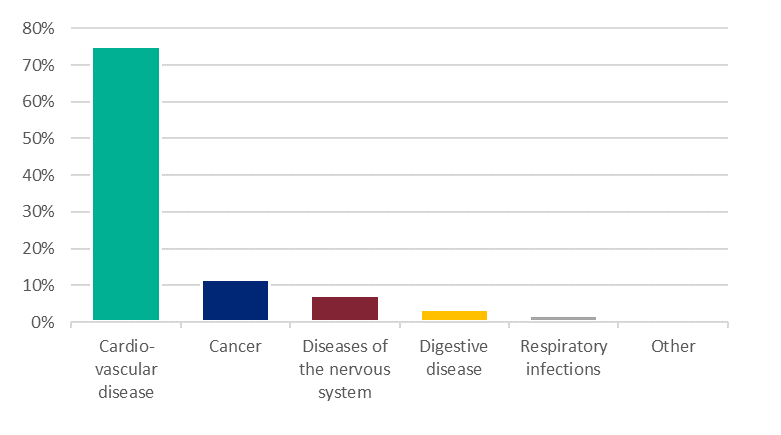 80%
70%
60%
50%
40%
30%
20%
10%
0%
Cardio-
vascular
disease
Cancer
Diseases of
the nervous
system
Digestive
disease
Respiratory
infections
Other